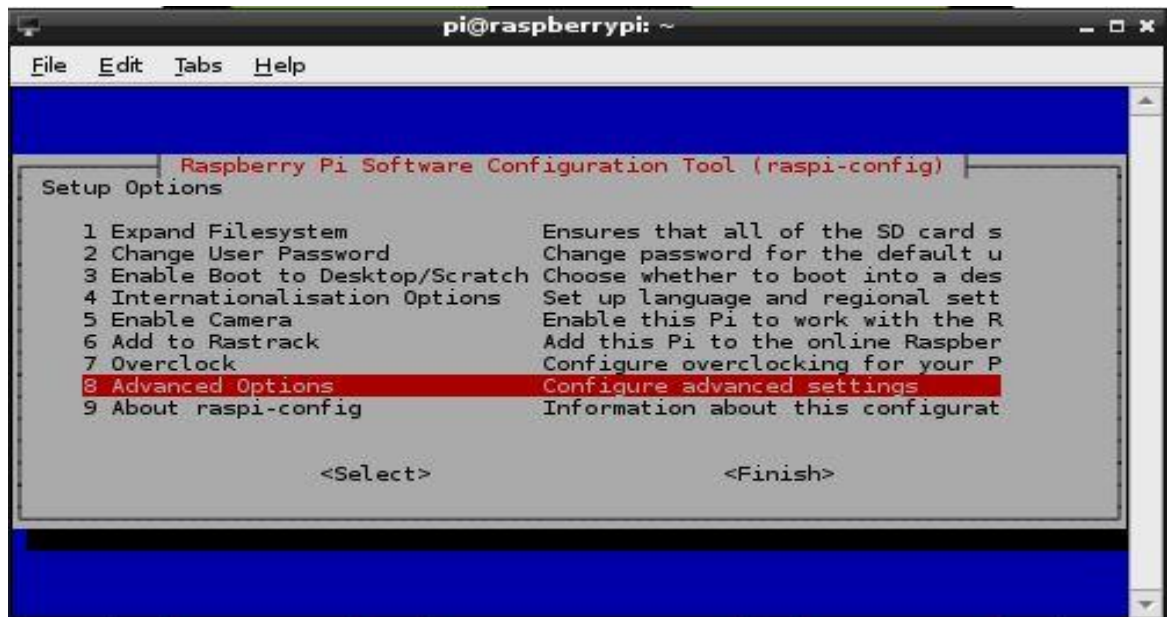 pi@raspberrypi: ~
File Edit Tabs Help
Raspberry Pi Software Configuration Tool (raspi-config)
Setup Options
1 Expand Filesystem Ensures that all of the SD card s
2 Change User Password Change password for the default u
3 Enable Boot to Desktop/Scratch Choose whether to boot into a des
4 Internationalisation Options Set up language and regional sett
5 Enable Camera Enable this Pi to work with the R
6 Add to Rastrack Add this Pi to the online Raspber
7 Overclock Configure overclocking for your P
8 Advanced Options Configure advanced settings
9 About raspi-config Information about this configurat
<Select> <Finish>